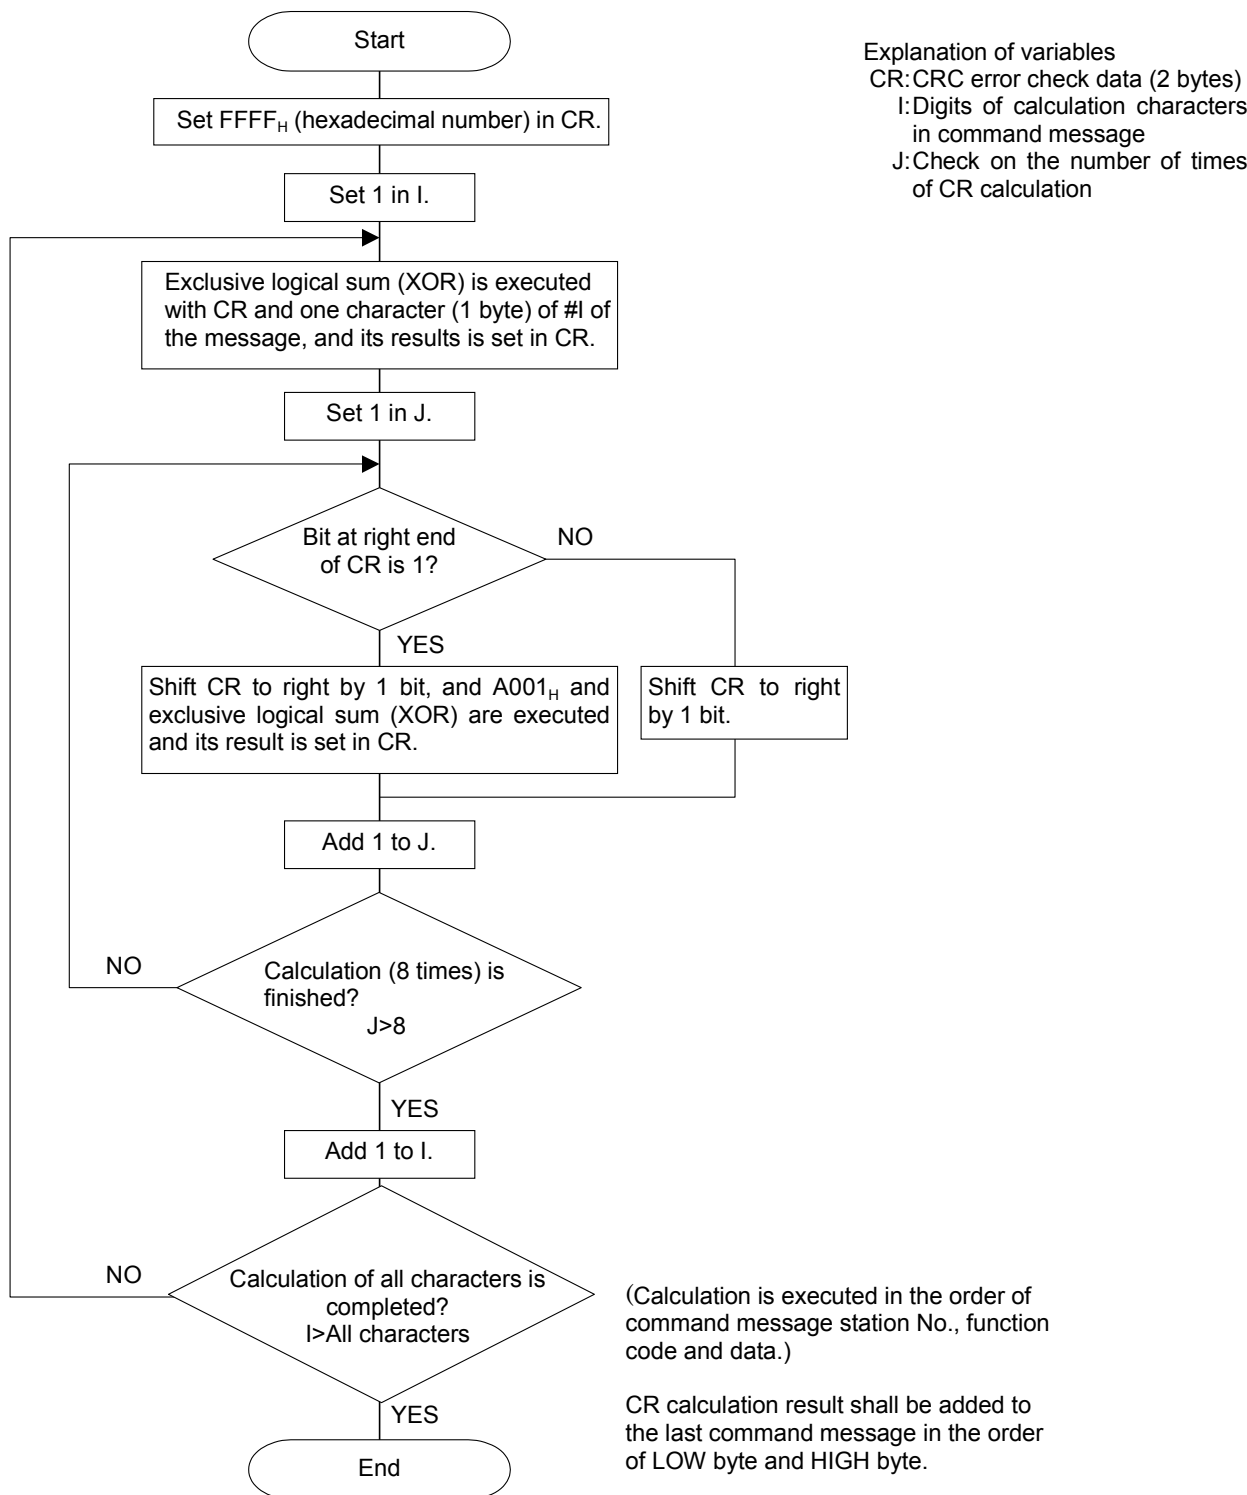 Start
Explanation of variables
CR:CRC error check data (2 bytes)
I:Digits of calculation characters
in command message
J:Check on the number of times
of CR calculation
Set FFFFH (hexadecimal number) in CR.
Set 1 in I.
Exclusive logical sum (XOR) is executed
with CR and one character (1 byte) of #I of
the message, and its results is set in CR.
Set 1 in J.
Bit at right end
of CR is 1?
NO
YES
Shift CR to right by 1 bit, and A001H and
exclusive logical sum (XOR) are executed
and its result is set in CR.
Shift CR to right
by 1 bit.
Add 1 to J.
NO
Calculation (8 times) is
finished?
J>8
YES
Add 1 to I.
NO
Calculation of all characters is
completed?
I>All characters
YES
End
(Calculation is executed in the order of
command message station No., function
code and data.)
CR calculation result shall be added to
the last command message in the order
of LOW byte and HIGH byte.